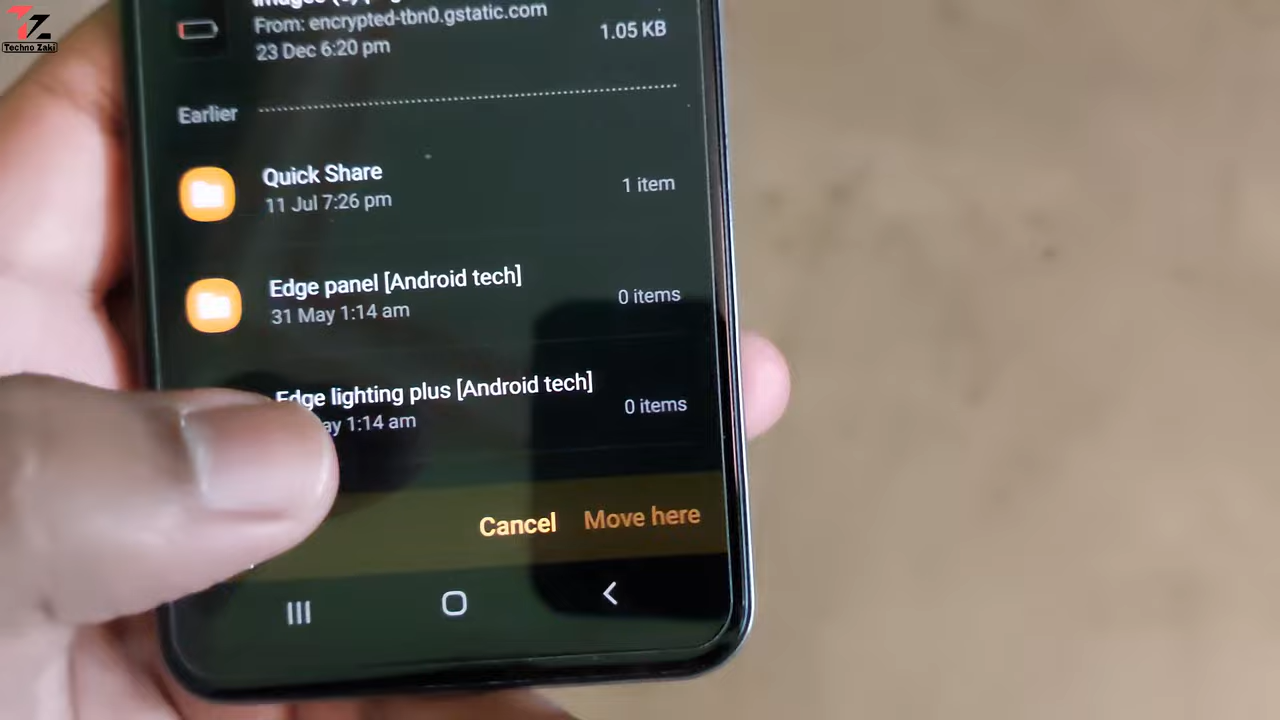 TZ
Techno Zaki
From: encrypted-tbn0.gstatic.com
23 Dec 6:20 pm
1.05 KB
Earlier
Quick Share
11 Jul 7:26 pm
1 item
Edge panel [Android tech]
31 May 1:14 am
0 items
Edge lighting plus [Android tech]
1:14 am
0 items
Cancel
Move here